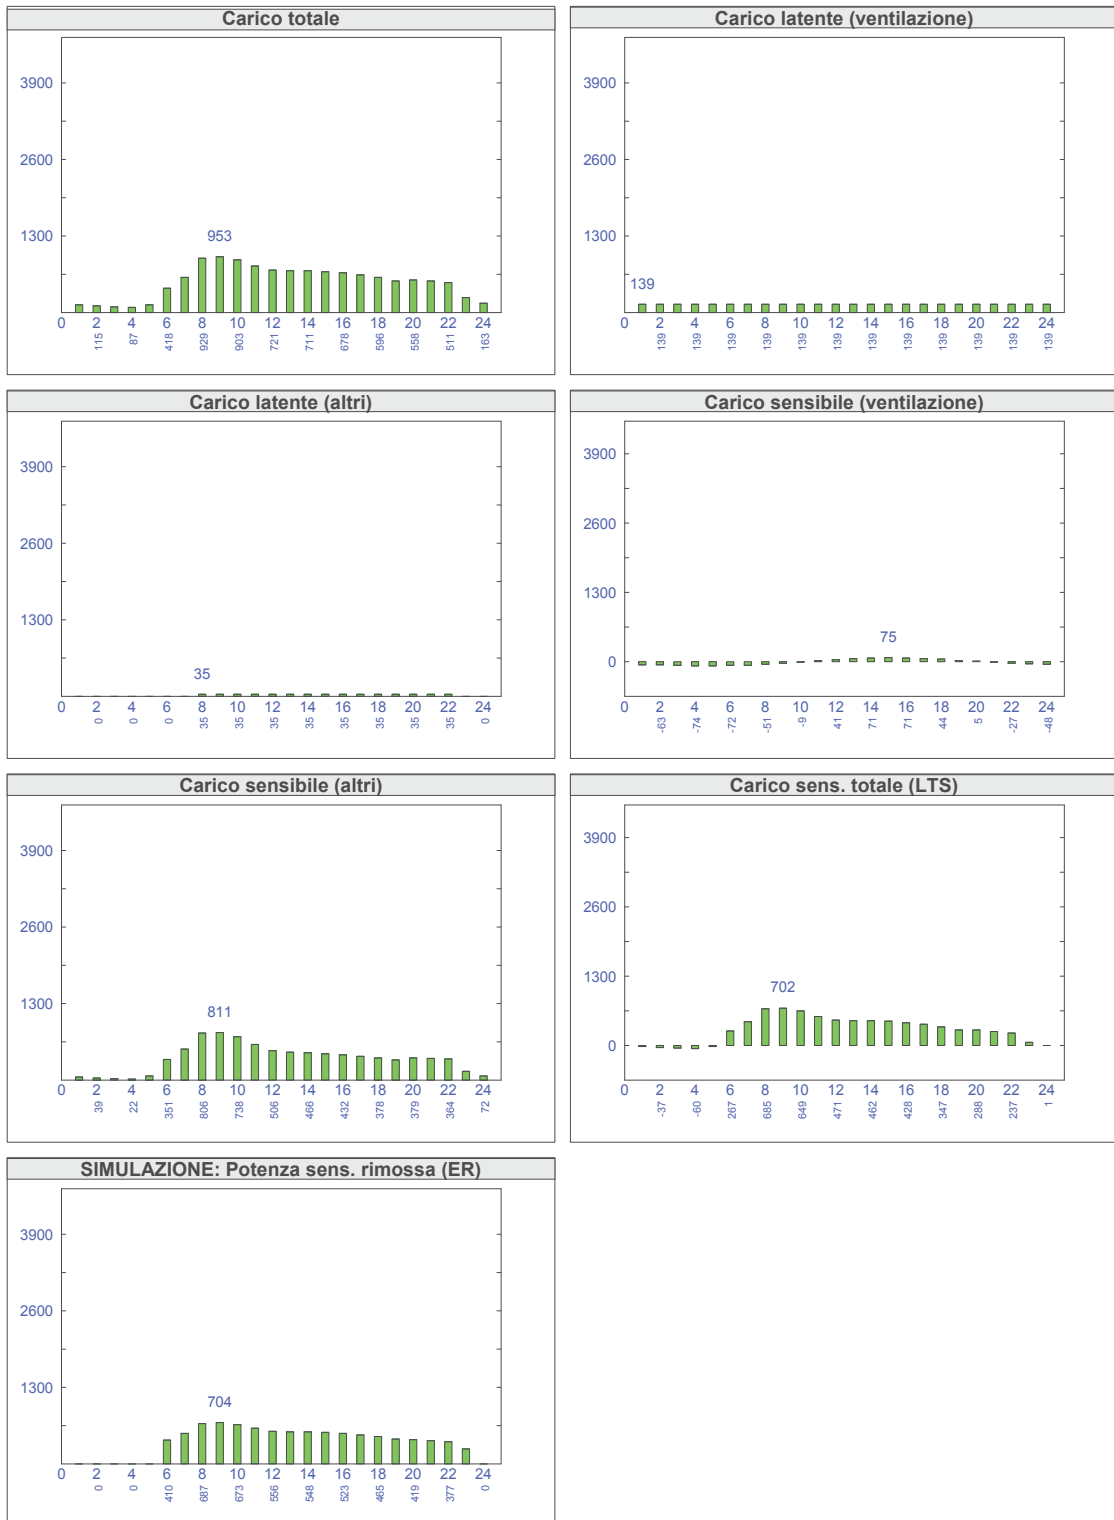 Carico totale
3900
2600
1300
953
0 2 4 6 8 10 12 14 16 18 20 22 24
115 87 418 929 903 721 711 678 596 558 511 163
Carico latente (ventilazione)
3900
2600
1300
139
0 2 4 6 8 10 12 14 16 18 20 22 24
139 139 139 139 139 139 139 139 139 139 139 139
Carico latente (altri)
3900
2600
1300
35
0 2 4 6 8 10 12 14 16 18 20 22 24
0 0 0 35 35 35 35 35 35 35 35 0
Carico sensibile (ventilazione)
3900
2600
1300
75
0
0 2 4 6 8 10 12 14 16 18 20 22 24
-63 -74 -72 -51 -9 41 71 71 44 5 -27 -48
Carico sensibile (altri)
3900
2600
1300
811
0 2 4 6 8 10 12 14 16 18 20 22 24
39 22 351 806 738 506 466 432 378 379 364 72
Carico sens. totale (LTS)
3900
2600
1300
702
0
0 2 4 6 8 10 12 14 16 18 20 22 24
-37 -60 267 685 649 471 462 428 347 288 237 1
SIMULAZIONE: Potenza sens. rimossa (ER)
3900
2600
1300
704
0 2 4 6 8 10 12 14 16 18 20 22 24
0 0 410 687 673 556 548 523 465 419 377 0